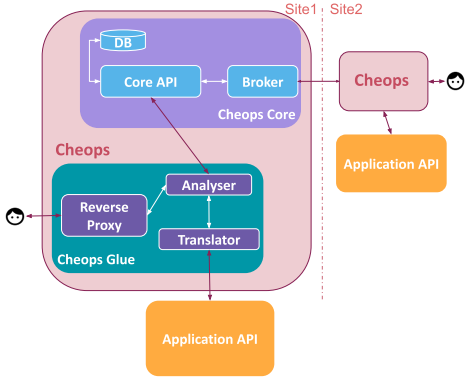 Site1 Site2
DB
Core API
Broker
Cheops Core
Cheops
Cheops
Application API
Analyser
Reverse
Proxy
Translator
Cheops Glue
Application API